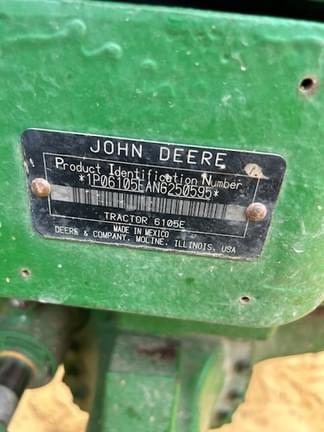 JOHN DEERE
Product Identification Number
*1P06105EAN6250595*
TRACTOR 6105E
MADE IN MEXICO
DEERE & COMPANY, MOLINE, ILLINOIS, USA